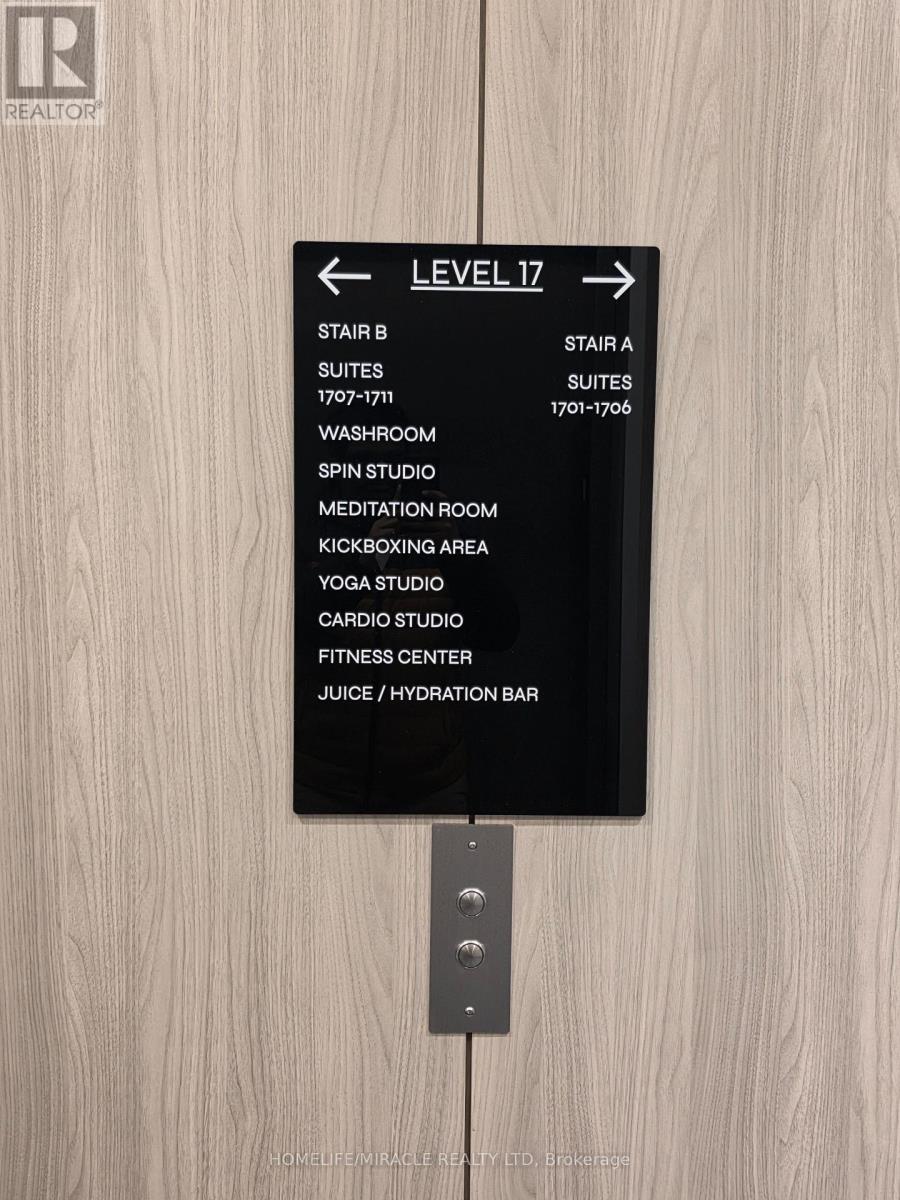 REALTOR®
← LEVEL 17 →
STAIR B
SUITES
1707-1711
WASHROOM
SPIN STUDIO
MEDITATION ROOM
KICKBOXING AREA
YOGA STUDIO
CARDIO STUDIO
FITNESS CENTER
JUICE / HYDRATION BAR
STAIR A
SUITES
1701-1706
HOMELIFE/MIRACLE REALTY LTD, Brokerage